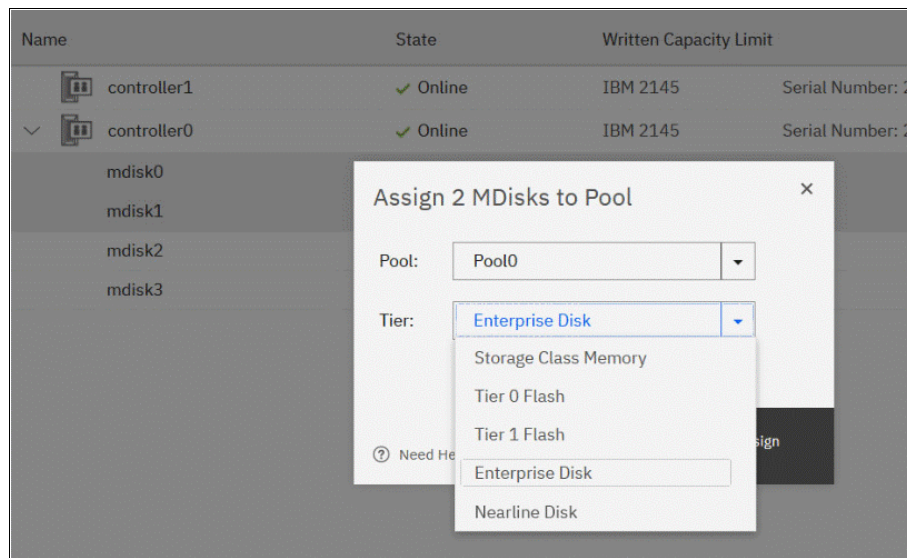 Name State Written Capacity Limit
controller1 Online IBM 2145 Serial Number:
controller0 Online IBM 2145 Serial Number:
mdisk0
mdisk1
mdisk2
mdisk3
Assign 2 MDisks to Pool
Pool: Pool0
Tier: Enterprise Disk
Storage Class Memory
Tier 0 Flash
Tier 1 Flash
Enterprise Disk
Nearline Disk
Need